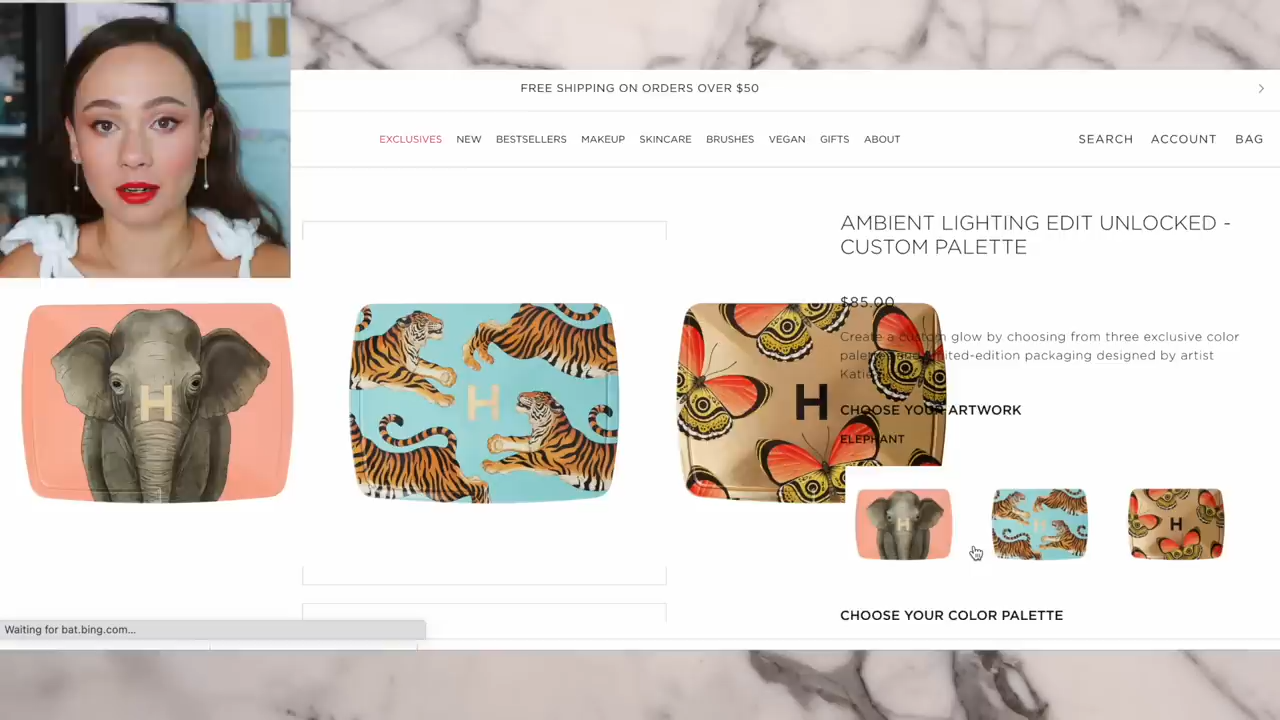 FREE SHIPPING ON ORDERS OVER $50
EXCLUSIVES NEW BESTSELLERS MAKEUP SKINCARE BRUSHES VEGAN GIFTS ABOUT
SEARCH ACCOUNT BAG
AMBIENT LIGHTING EDIT UNLOCKED -
CUSTOM PALETTE
$85.00
Create a custom glow by choosing from three exclusive color
limited-edition packaging designed by artist
Katie
H H H
CHOOSE YOUR ARTWORK
ELEPHANT
H H H
CHOOSE YOUR COLOR PALETTE
Waiting for bat.bing.com...